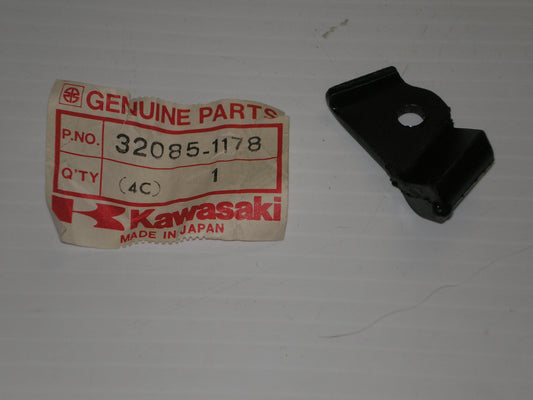 GENUINE PARTS
P.NO. 32085-1178
Q'TY (4C) 1
Kawasaki
MADE IN JAPAN